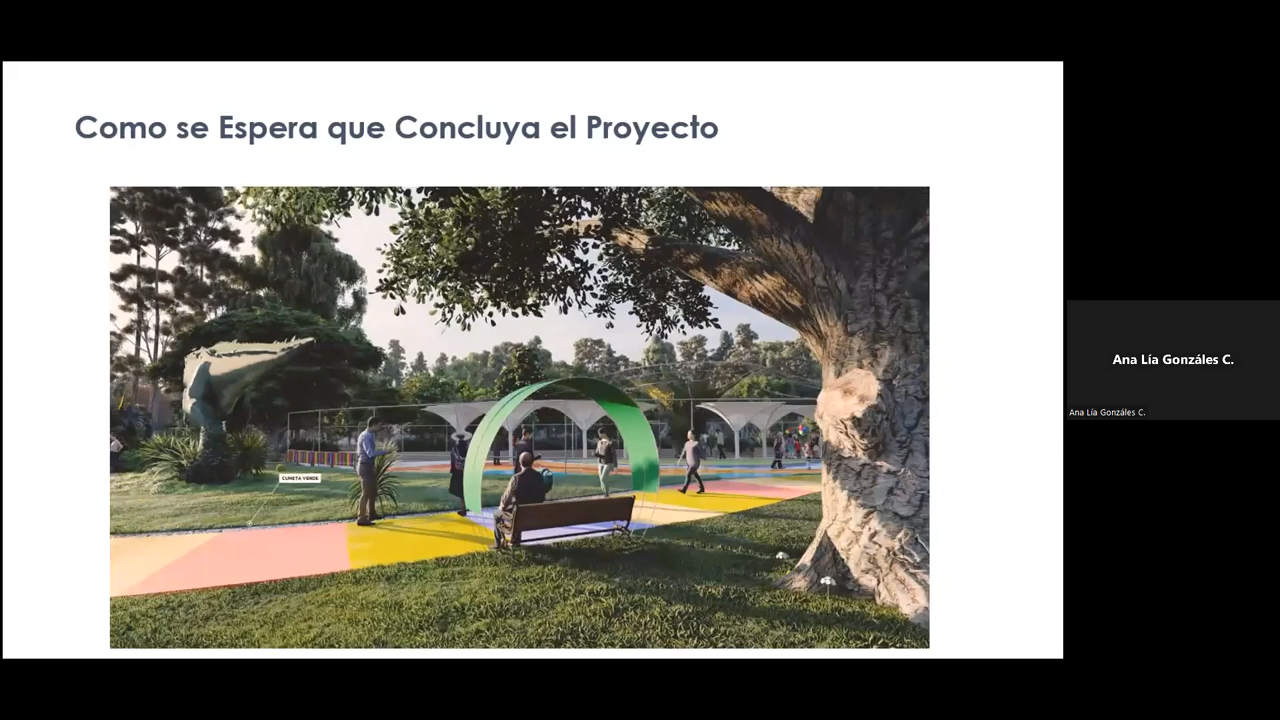 Como se Espera que Concluya el Proyecto
CUNETA VERDE
Ana Lía Gonzáles C.
Ana Lía Gonzáles C.